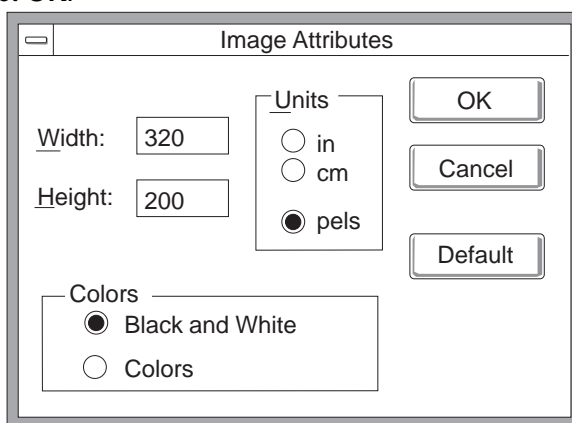 Image Attributes
Width: 320
Height: 200
Units
in
cm
pels
OK
Cancel
Default
Colors
Black and White
Colors